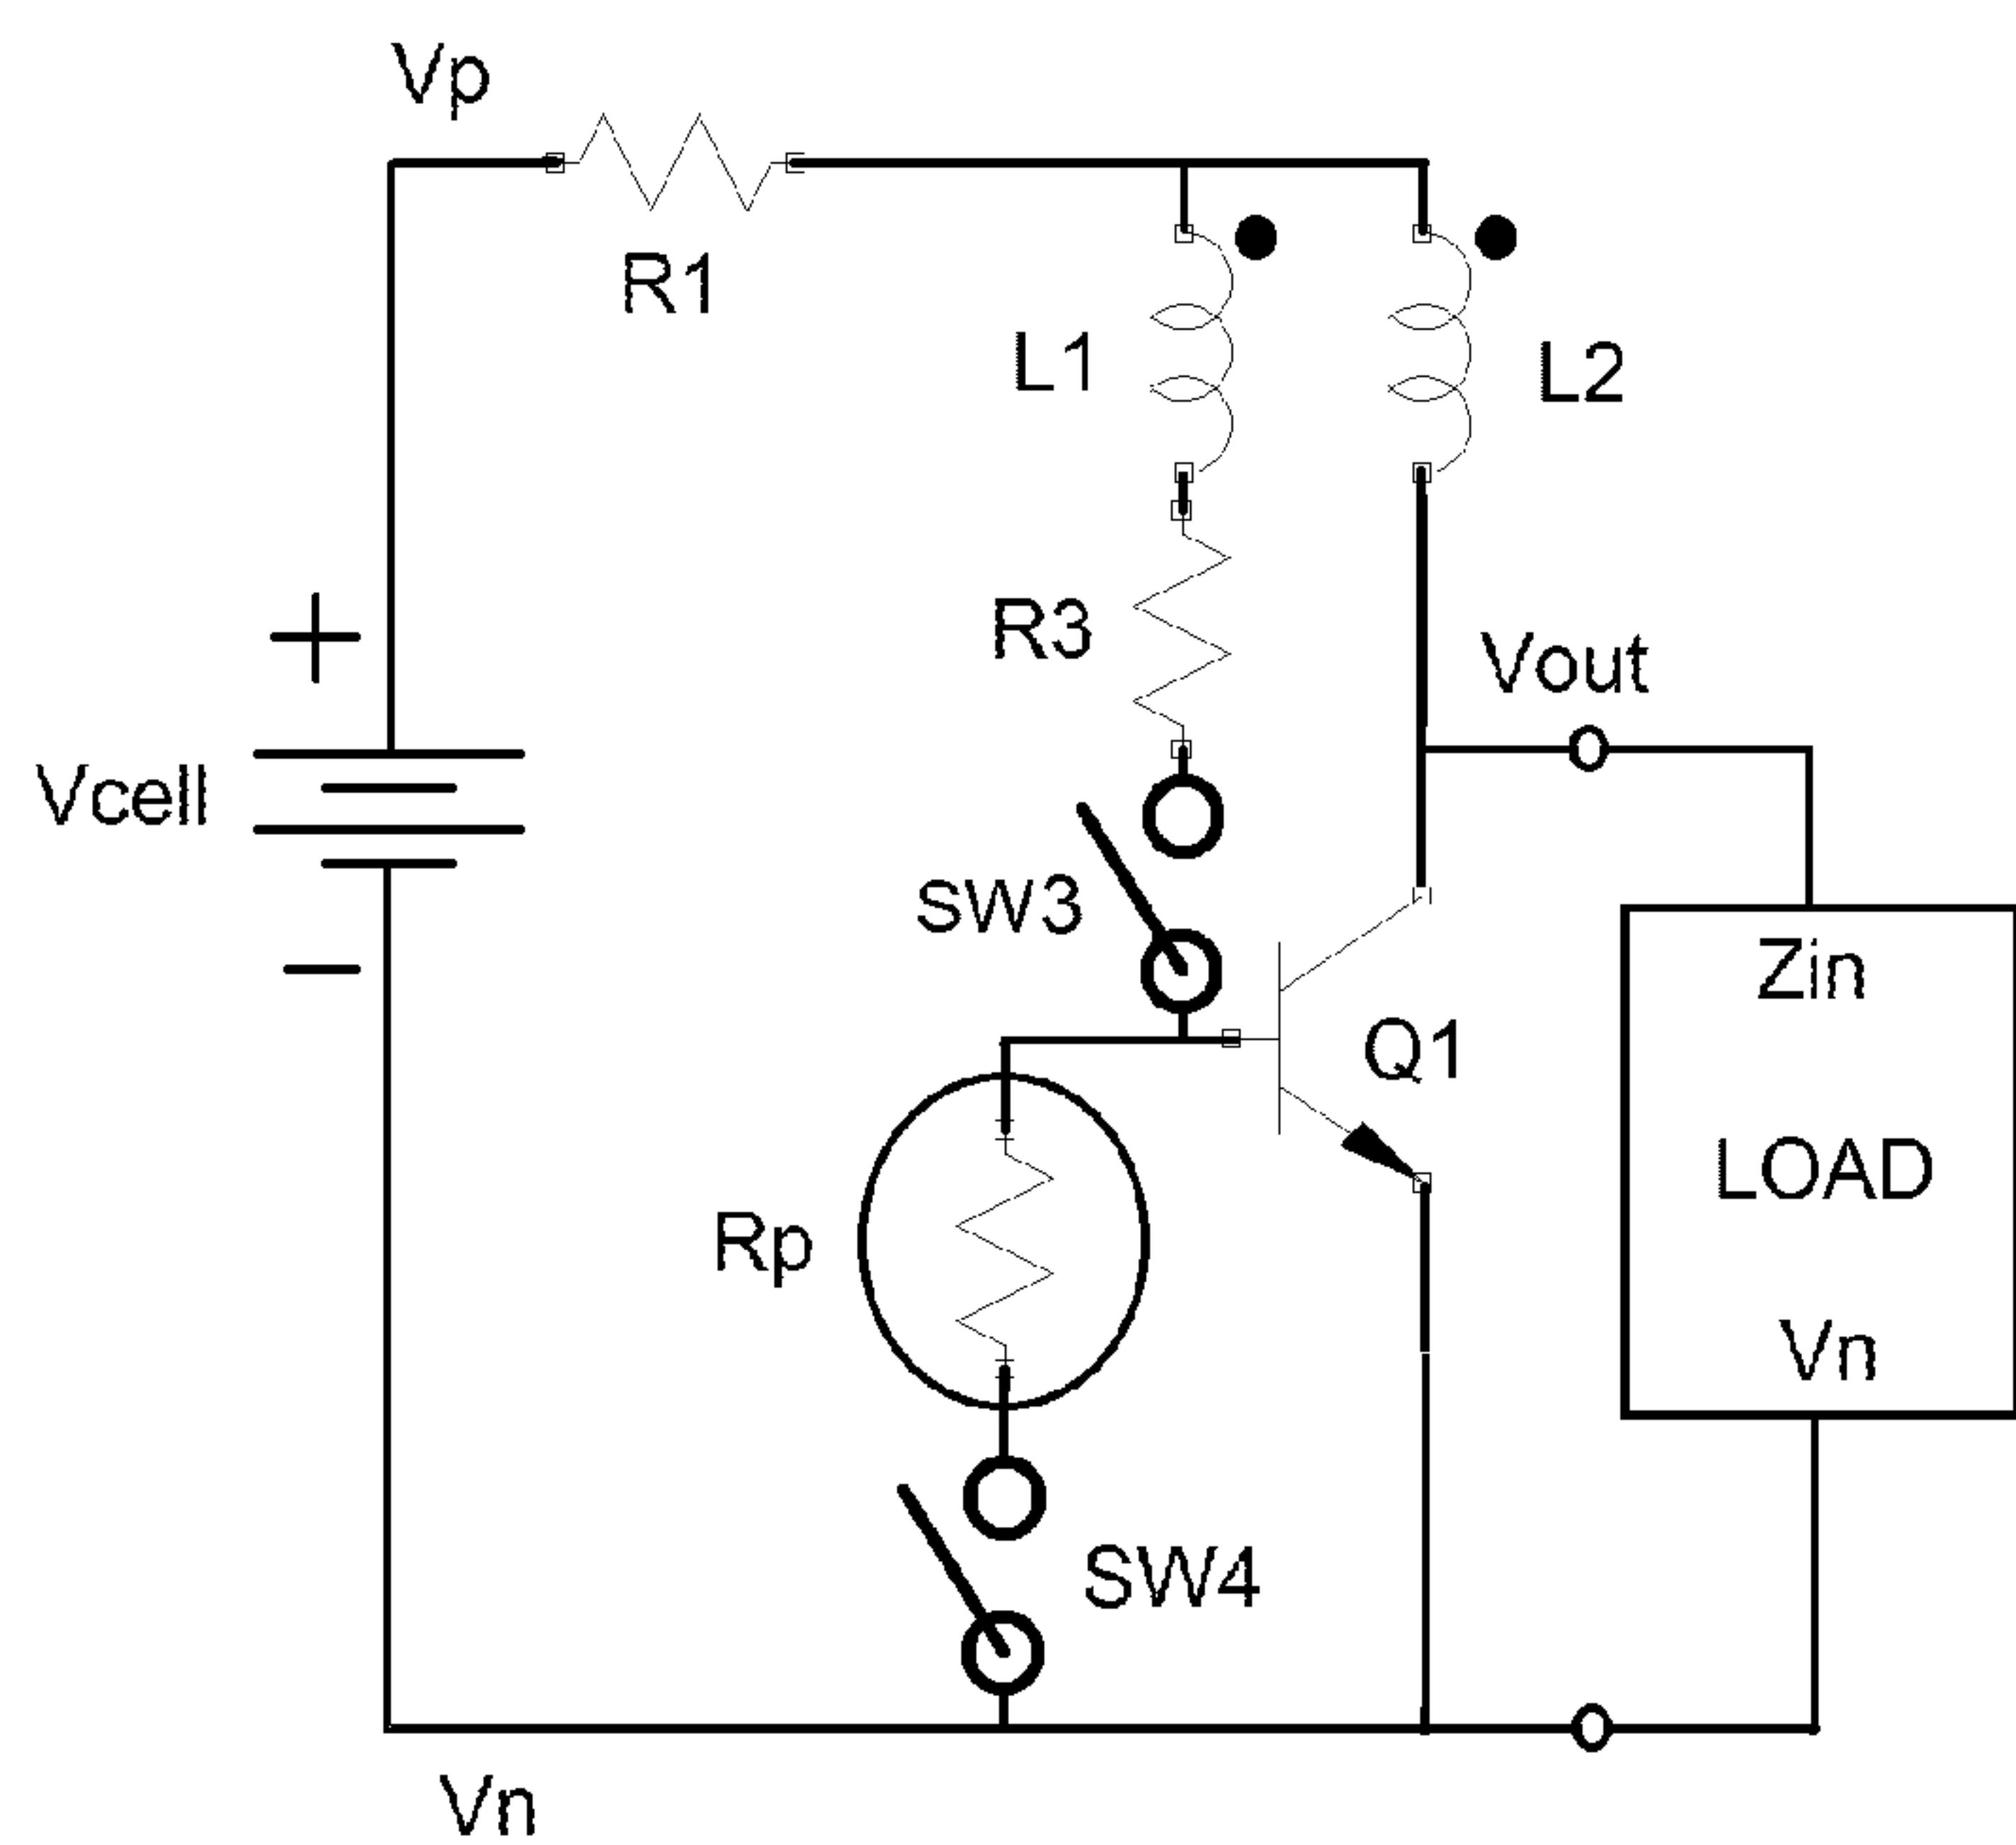 Vp
R1
L1
L2
R3
Vout
+
Vcell
SW3
−
Zin
Q1
LOAD
Rp
Vn
SW4
Vn